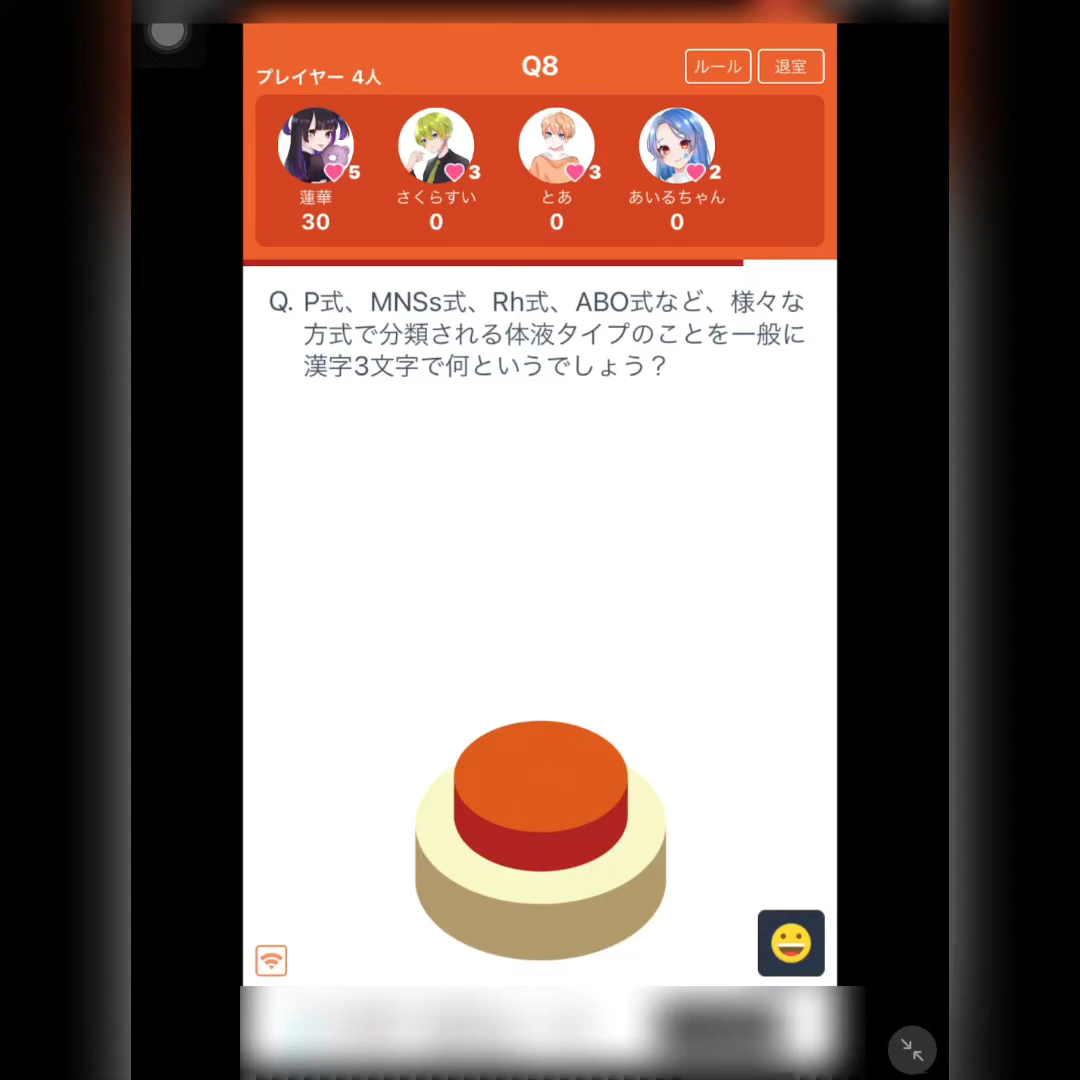 プレイヤー 4人
Q8
ルール
退室
5
3
3
2
蓮華
さくらすい
とあ
あいるちゃん
30
0
0
0
Q. P式、MNSs式、Rh式、ABO式など、様々な
方式で分類される体液タイプのことを一般に
漢字3文字で何というでしょう？